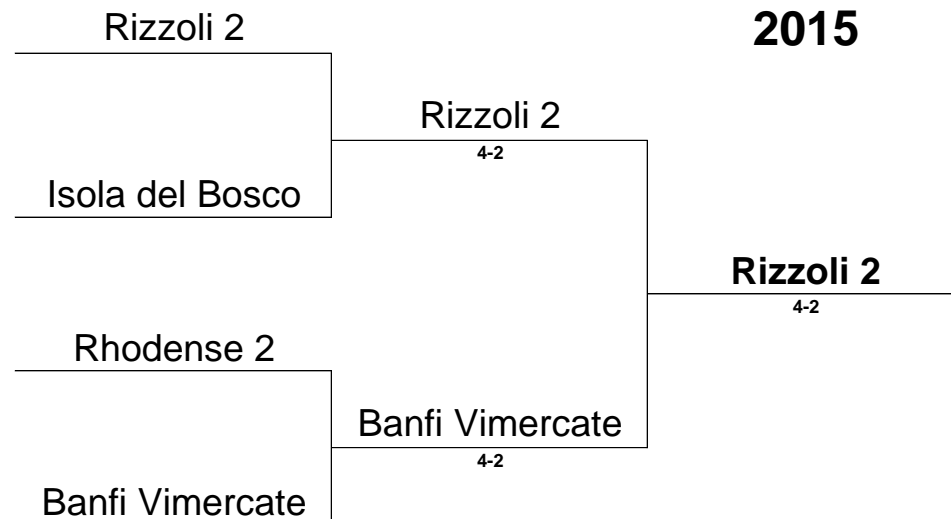 Rizzoli 2
2015
Rizzoli 2
4-2
Isola del Bosco
Rizzoli 2
4-2
Rhodense 2
Banfi Vimercate
4-2
Banfi Vimercate